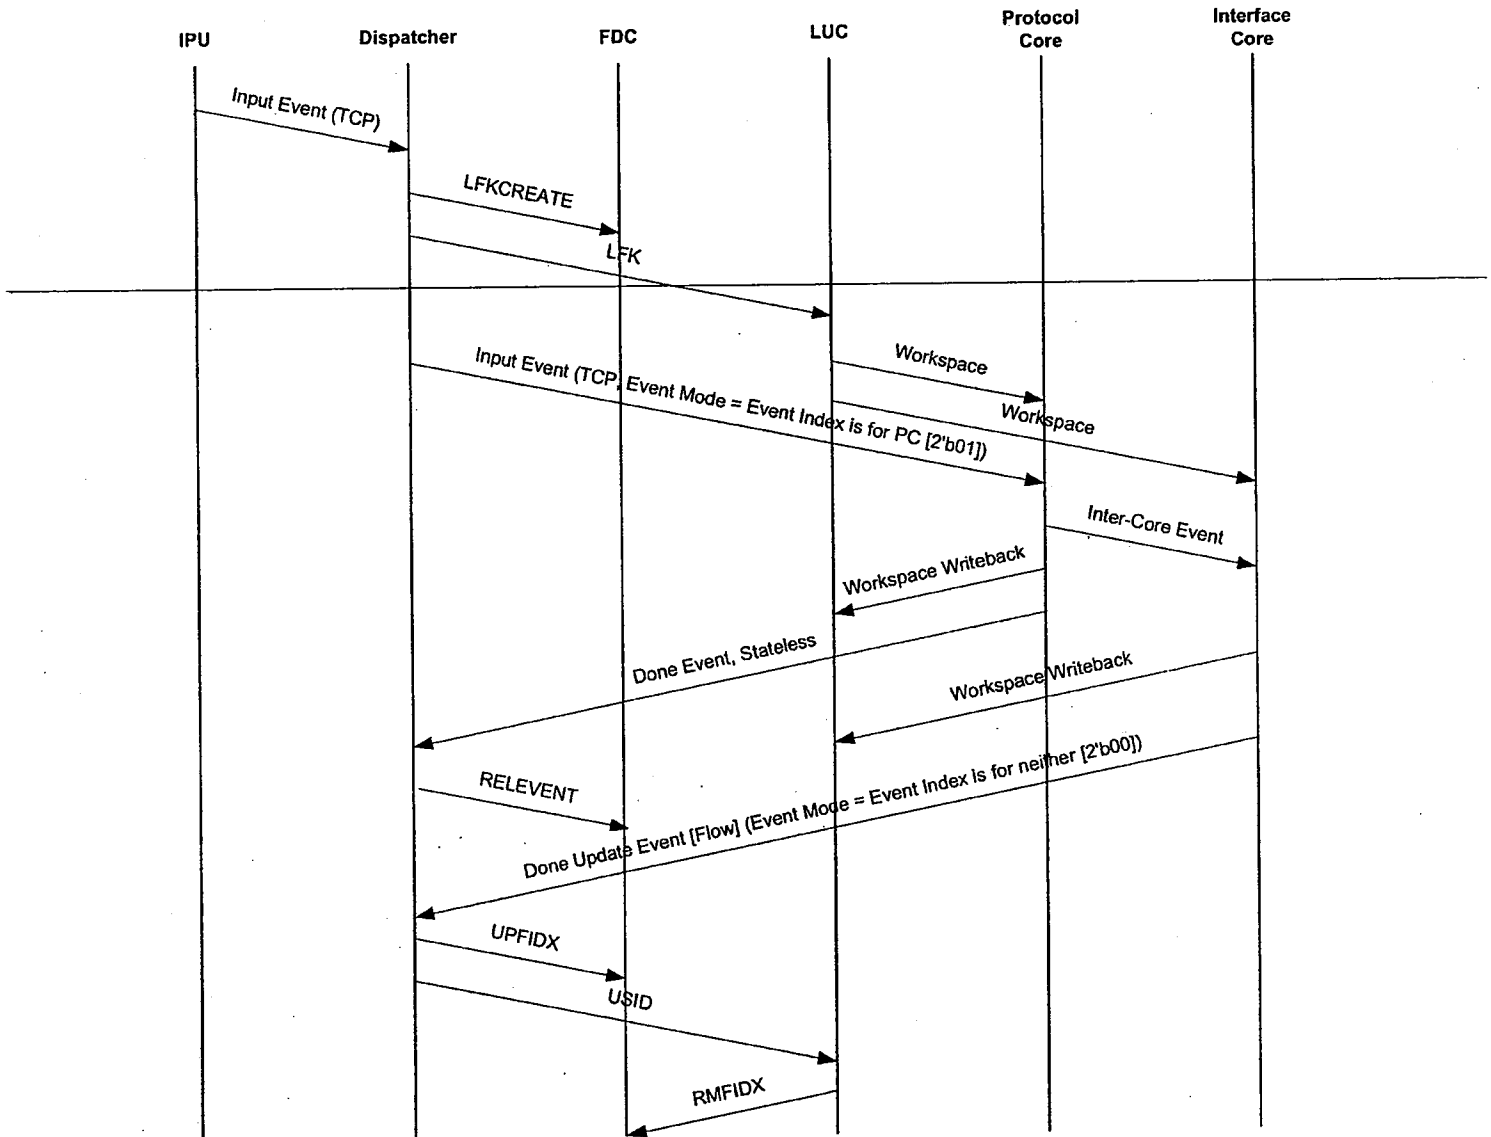 IPU
Dispatcher
FDC
LUC
Protocol
Core
Interface
Core
Input Event (TCP)
LFKCREATE
LFK
Workspace
Input Event (TCP, Event Mode = Event Index is for PC [2'b01])
Workspace
Inter-Core Event
Workspace Writeback
Done Event, Stateless
Workspace Writeback
RELEVENT
Done Update Event [Flow] (Event Mode = Event Index is for neither [2'b00])
UPFIDX
USID
RMFIDX